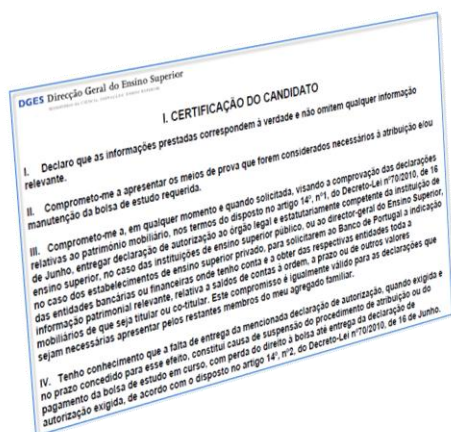 DGES Direcção Geral do Ensino Superior
I. CERTIFICAÇÃO DO CANDIDATO
I. Declaro que as informações prestadas correspondem à verdade e não omitem qualquer informação
relevante.
II. Comprometo-me a apresentar os meios de prova que forem considerados necessários à atribuição e/ou
manutenção da bolsa de estudo requerida.
III. Comprometo-me a, em qualquer momento e quando solicitada, visando a comprovação das declarações
relativas ao património mobiliário, nos termos do disposto no artigo 14º, nº1, do Decreto-Lei nº70/2010, de 16
de Junho, entregar declaração de autorização ao órgão legal e estatutariamente competente da instituição de
ensino superior, no caso das instituições de ensino superior público, ou ao director-geral do Ensino Superior,
no caso dos estabelecimentos de ensino superior privado, para solicitarem ao Banco de Portugal a indicação
das entidades bancárias ou financeiras onde tenho conta e a obter das respectivas entidades toda a
informação patrimonial relevante, relativa a saldos de contas à ordem, a prazo ou de outros valores
mobiliários de que seja titular ou co-titular. Este compromisso é igualmente válido para as declarações que
sejam necessárias apresentar pelos restantes membros do meu agregado familiar.
IV. Tenho conhecimento que a falta de entrega da mencionada declaração de autorização, quando exigida e
no prazo concedido para esse efeito, constitui causa de suspensão do procedimento de atribuição ou do
pagamento da bolsa de estudo em curso, com perda do direito à bolsa até entrega da declaração de
autorização exigida, de acordo com o disposto no artigo 14º, nº2, do Decreto-Lei nº70/2010, de 16 de Junho.